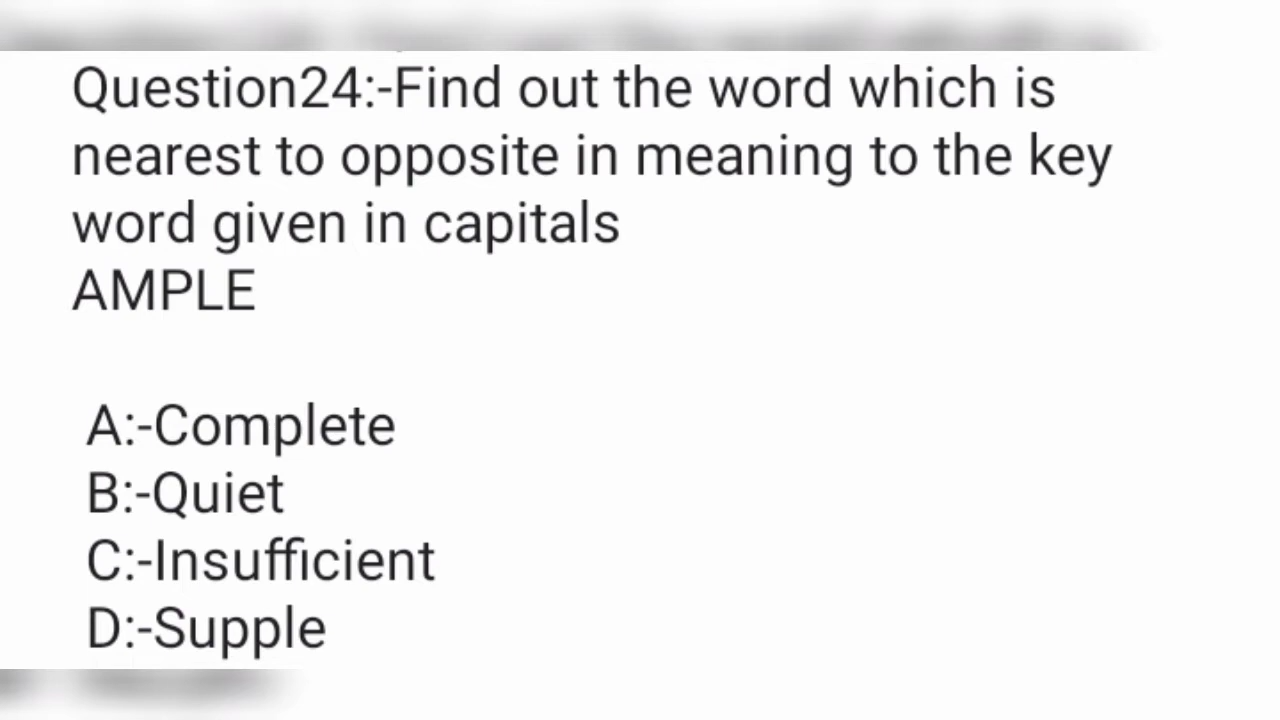 Question24:-Find out the word which is
nearest to opposite in meaning to the key
word given in capitals
AMPLE
A:-Complete
B:-Quiet
C:-Insufficient
D:-Supple